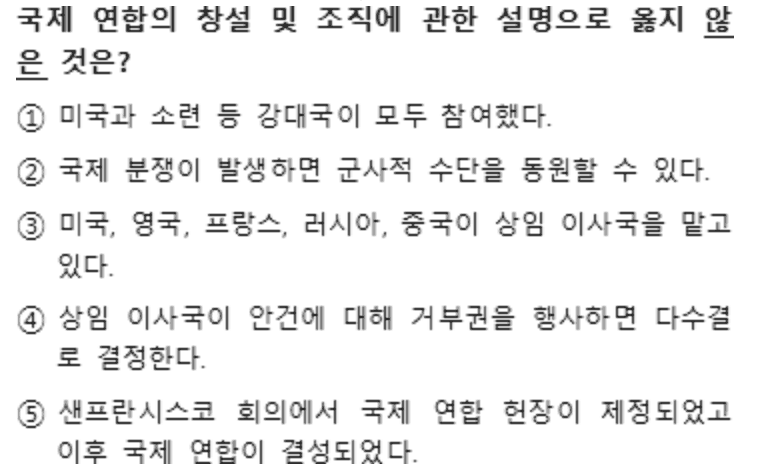 국제 연합의 창설 및 조직에 관한 설명으로 옳지 않
은 것은?
① 미국과 소련 등 강대국이 모두 참여했다.
② 국제 분쟁이 발생하면 군사적 수단을 동원할 수 있다.
③ 미국, 영국, 프랑스, 러시아, 중국이 상임 이사국을 맡고
있다.
④ 상임 이사국이 안건에 대해 거부권을 행사하면 다수결
로 결정한다.
⑤ 샌프란시스코 회의에서 국제 연합 헌장이 제정되었고
이후 국제 연합이 결성되었다.